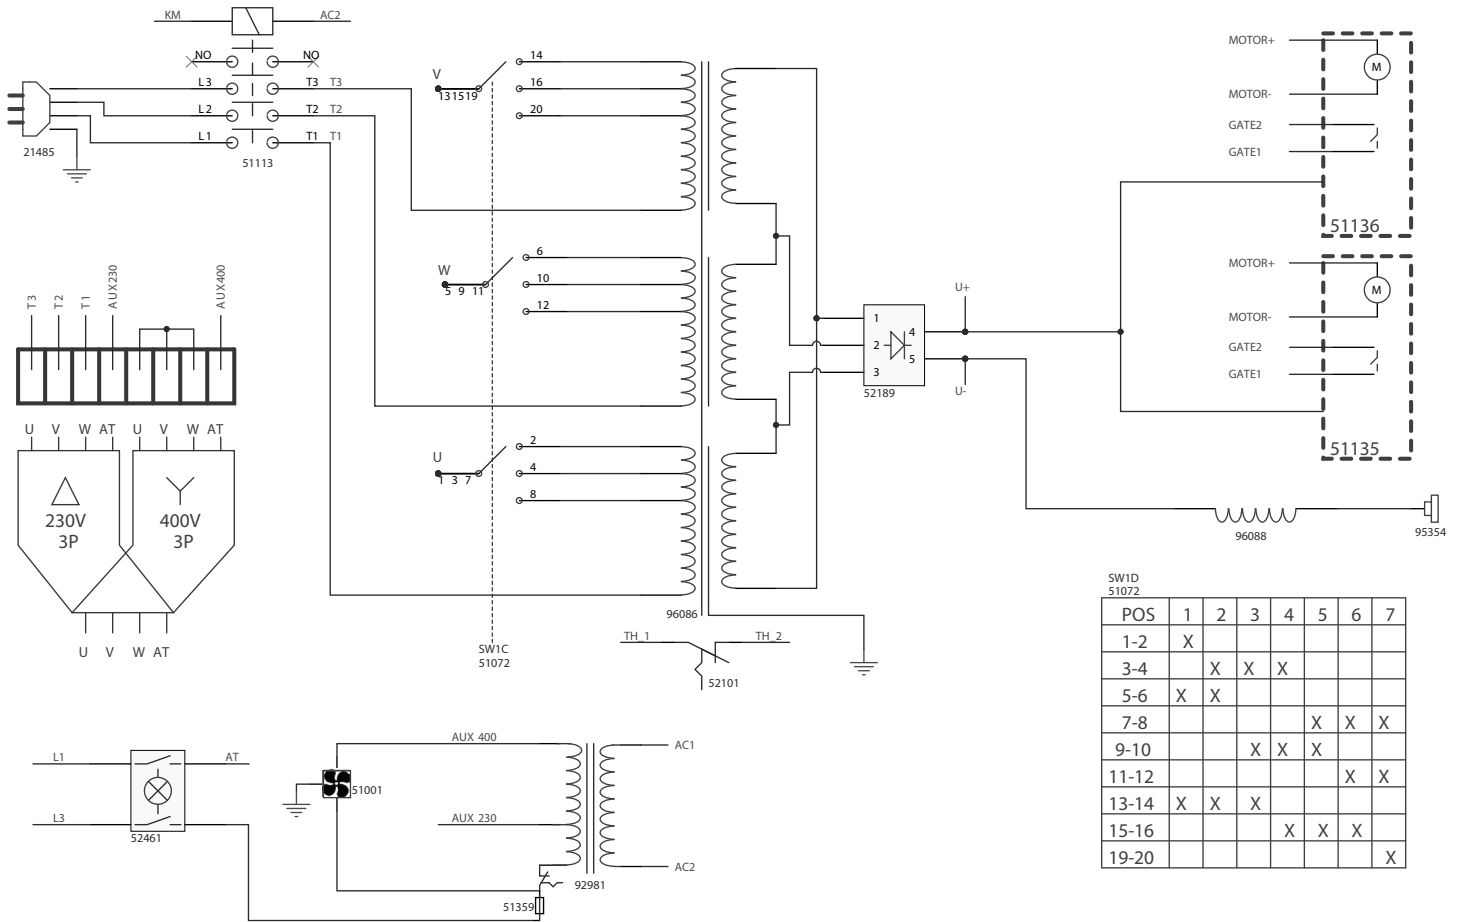 KM AC2
NO NO
L3 T3 T3
L2 T2 T2
L1 T1 T1
21485
51113
V
131519
14
16
20
W
5 9 11
6
10
12
U
1 3 7
2
4
8
SW1C
51072
96086
TH_1 TH_2
52101
1
2
3
4
5
52189
U+
U-
MOTOR+
M
MOTOR-
GATE2
GATE1
51136
MOTOR+
M
MOTOR-
GATE2
GATE1
51135
96088
95354
T3 T2 T1 AUX230 AUX400
U V W AT U V W AT
230V 400V
3P 3P
U V W AT
L1 AT
L3
52461
51001
AUX 400
AUX 230
AC1
AC2
92981
51359
SW1D
51072
POS 1 2 3 4 5 6 7
1-2 X
3-4 X X X
5-6 X X
7-8 X X X
9-10 X X X
11-12 X X
13-14 X X X
15-16 X X X
19-20 X